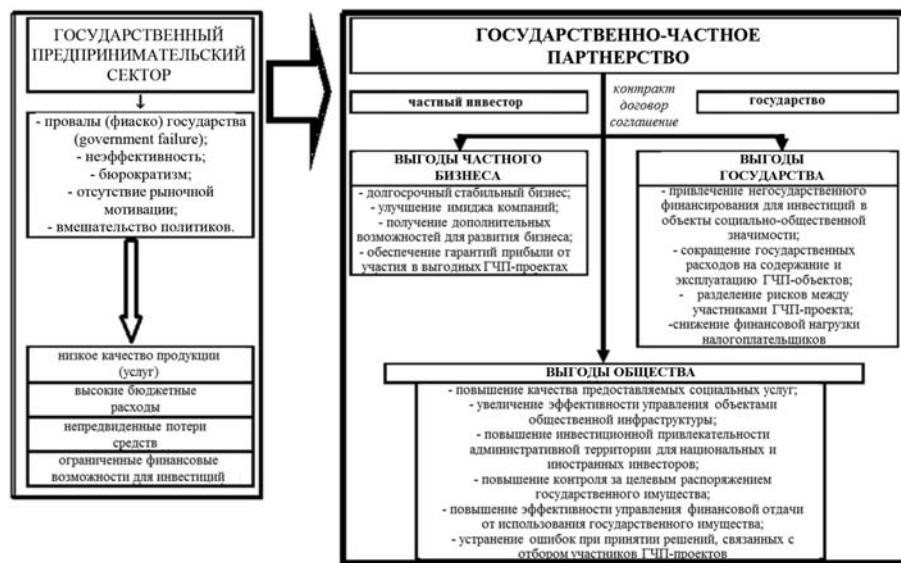 ГОСУДАРСТВЕННЫЙ
ПРЕДПРИНИМАТЕЛЬСКИЙ
СЕКТОР
- провалы (фиаско) государства
(government failure);
- неэффективность;
- бюрократизм;
- отсутствие рыночной
мотивации;
- вмешательство политиков.
низкое качество продукции
(услуг)
высокие бюджетные
расходы
непредвиденные потери
средств
ограниченные финансовые
возможности для инвестиций
ГОСУДАРСТВЕННО-ЧАСТНОЕ
ПАРТНЕРСТВО
частный инвестор
контракт
договор
соглашение
государство
ВЫГОДЫ ЧАСТНОГО
БИЗНЕСА
- долгосрочный стабильный бизнес;
- улучшение имиджа компаний;
- получение дополнительных
возможностей для развития бизнеса;
- обеспечение гарантий прибыли от
участия в выгодных ГЧП-проектах
ВЫГОДЫ
ГОСУДАРСТВА
- привлечение негосударственного
финансирования для инвестиций в
объекты социально-общественной
значимости;
- сокращение государственных
расходов на содержание и
эксплуатацию ГЧП-объектов;
- разделение рисков между
участниками ГЧП-проекта;
-снижение финансовой нагрузки
налогоплательщиков
ВЫГОДЫ ОБЩЕСТВА
- повышение качества предоставляемых социальных услуг;
- увеличение эффективности управления объектами
общественной инфраструктуры;
- повышение инвестиционной привлекательности
административной территории для национальных и
иностранных инвесторов;
- повышение контроля за целевым распоряжением
государственного имущества;
- повышение эффективности управления финансовой отдачи
от использования государственного имущества;
- устранение ошибок при принятии решений, связанных с
отбором участников ГЧП-проектов